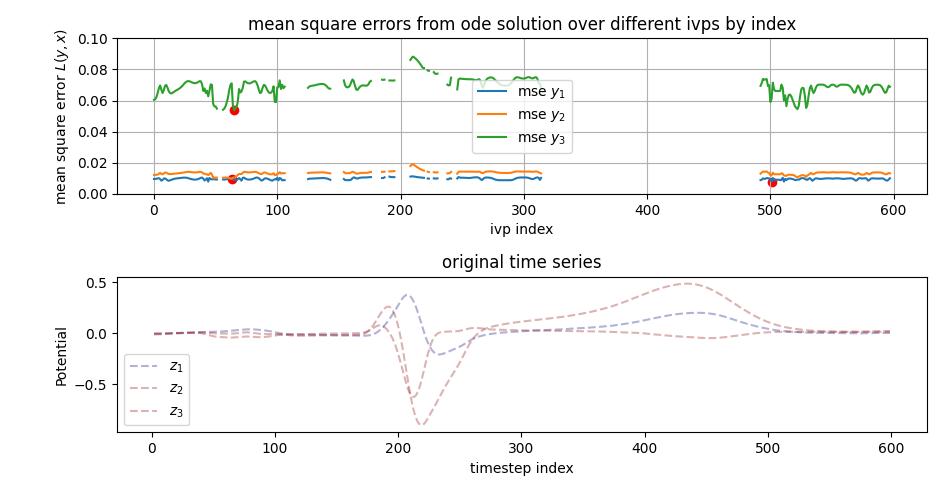 mean square errors from ode solution over different ivps by index
mean square error L(y, x)
0.10
0.08
0.06
0.04
0.02
0.00
mse y₁
mse y₂
mse y₃
0 100 200 300 400 500 600
ivp index
original time series
Potential
0.5
0.0
−0.5
z₁
z₂
z₃
0 100 200 300 400 500 600
timestep index